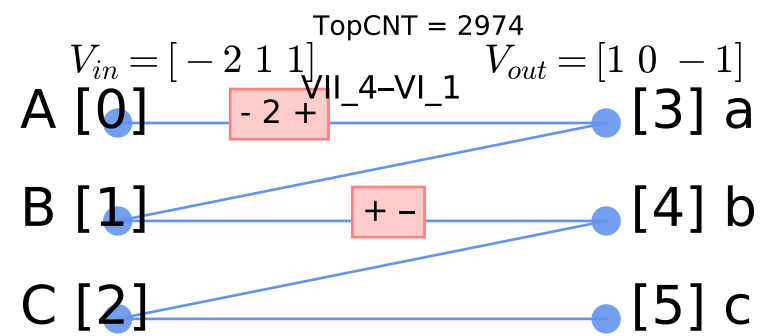 TopCNT = 2974
V_in = [ - 2 1 1]
V_out = [1 0 - 1]
VII_4–VI_1
A [0]
- 2 +
[3] a
B [1]
+ –
[4] b
C [2]
[5] c